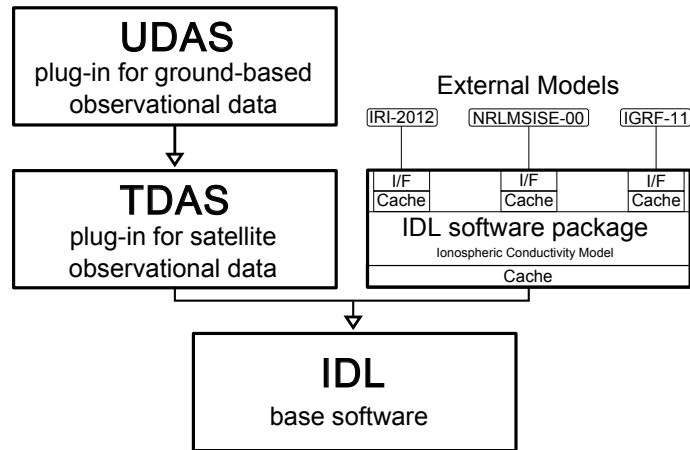 UDAS
plug-in for ground-based
observational data
TDAS
plug-in for satellite
observational data
External Models
IRI-2012 NRLMSISE-00 IGRF-11
I/F I/F I/F
Cache Cache Cache
IDL software package
Ionospheric Conductivity Model
Cache
IDL
base software